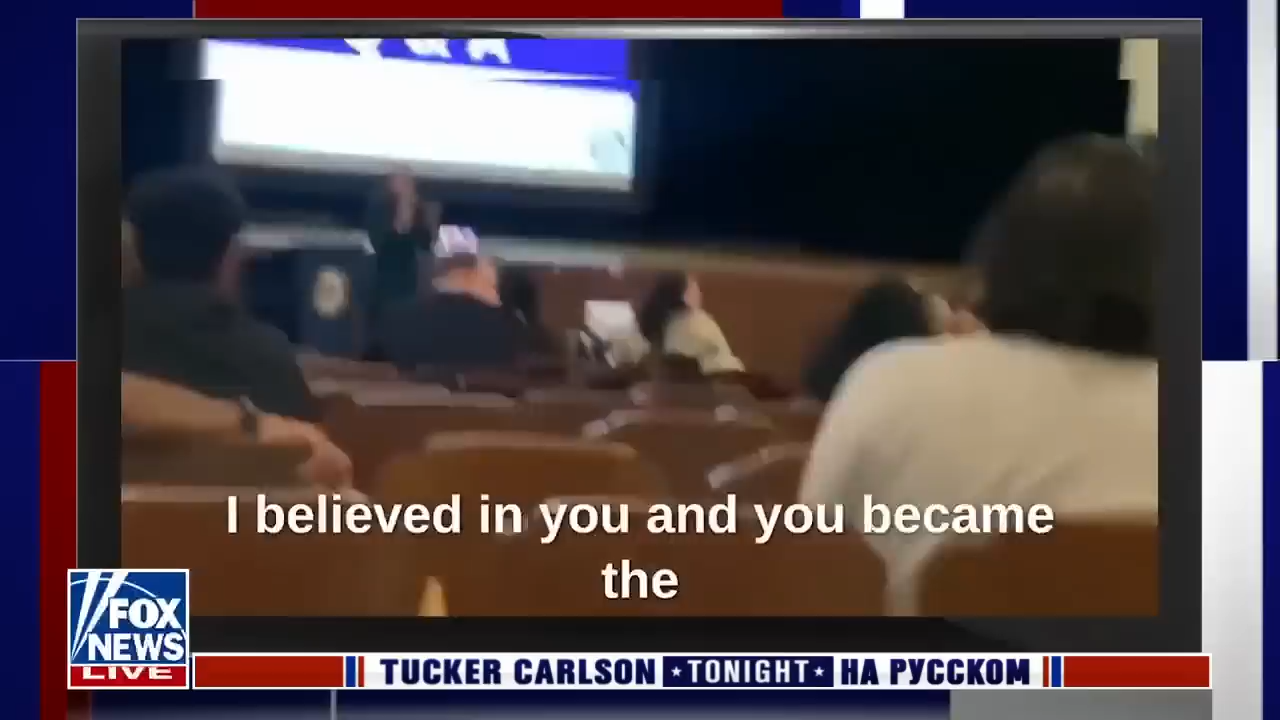 I believed in you and you became
the
FOX
NEWS
LIVE
TUCKER CARLSON TONIGHT НА РУССКОМ